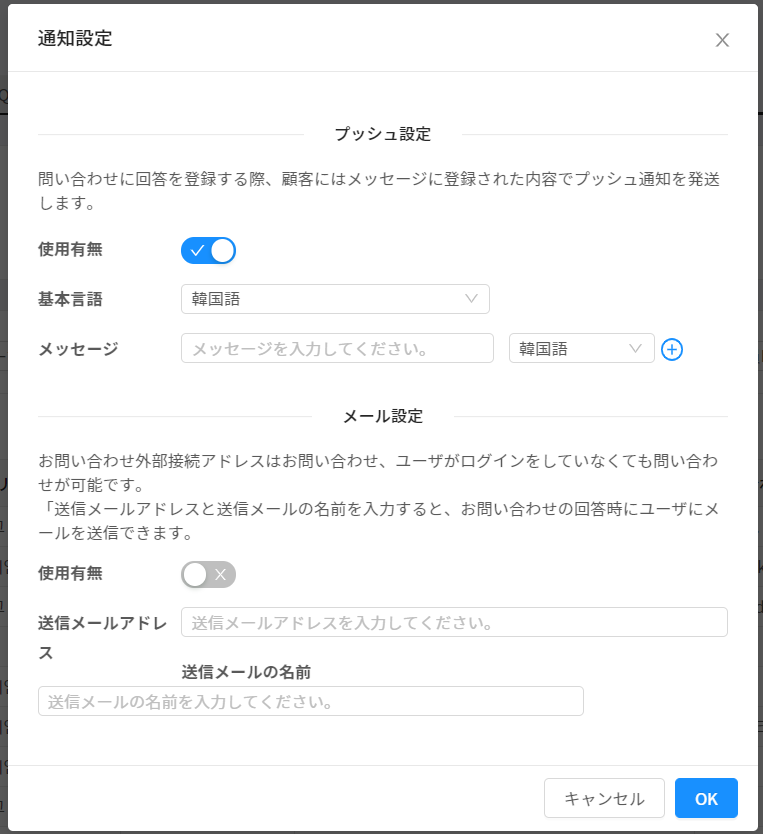 通知設定
プッシュ設定
問い合わせに回答を登録する際、顧客にはメッセージに登録された内容でプッシュ通知を発送
します。
使用有無
基本言語 韓国語
メッセージ メッセージを入力してください。 韓国語
メール設定
お問い合わせ外部接続アドレスはお問い合わせ、ユーザがログインをしていなくても問い合わ
せが可能です。
「送信メールアドレスと送信メールの名前を入力すると、お問い合わせの回答時にユーザにメ
ールを送信できます。
使用有無
送信メールアドレ 送信メールアドレスを入力してください。
ス
送信メールの名前
送信メールの名前を入力してください。
キャンセル OK